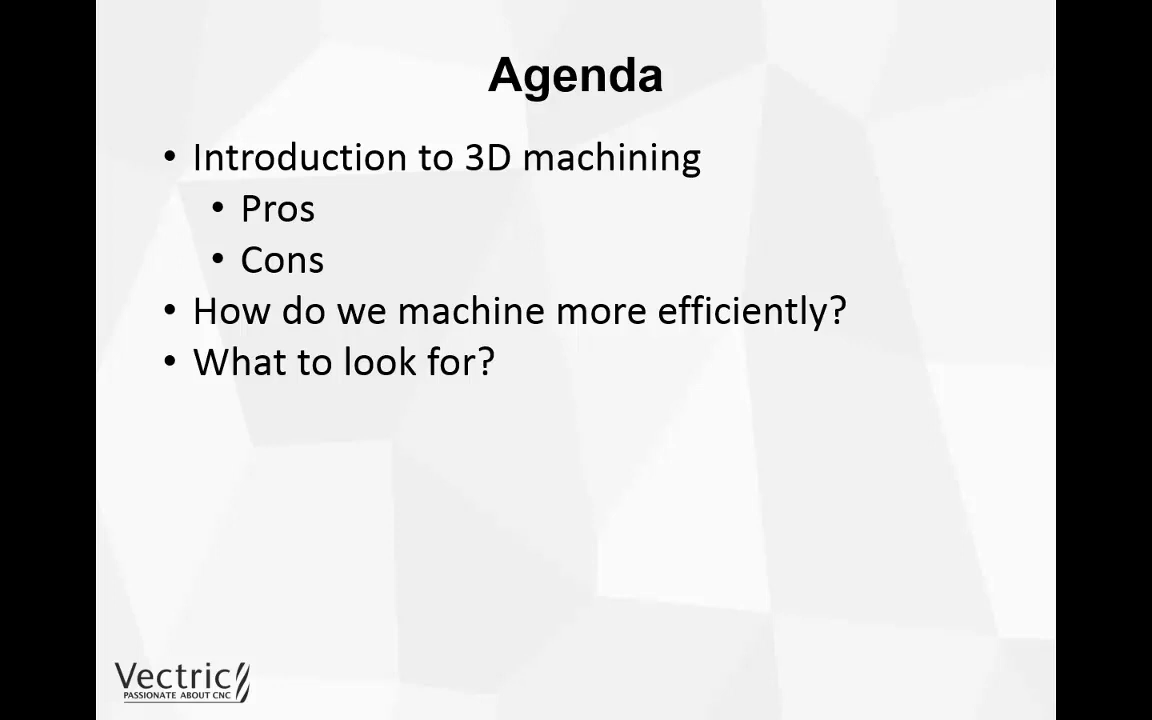 Agenda
• Introduction to 3D machining
• Pros
• Cons
• How do we machine more efficiently?
• What to look for?
Vectric
PASSIONATE ABOUT CNC